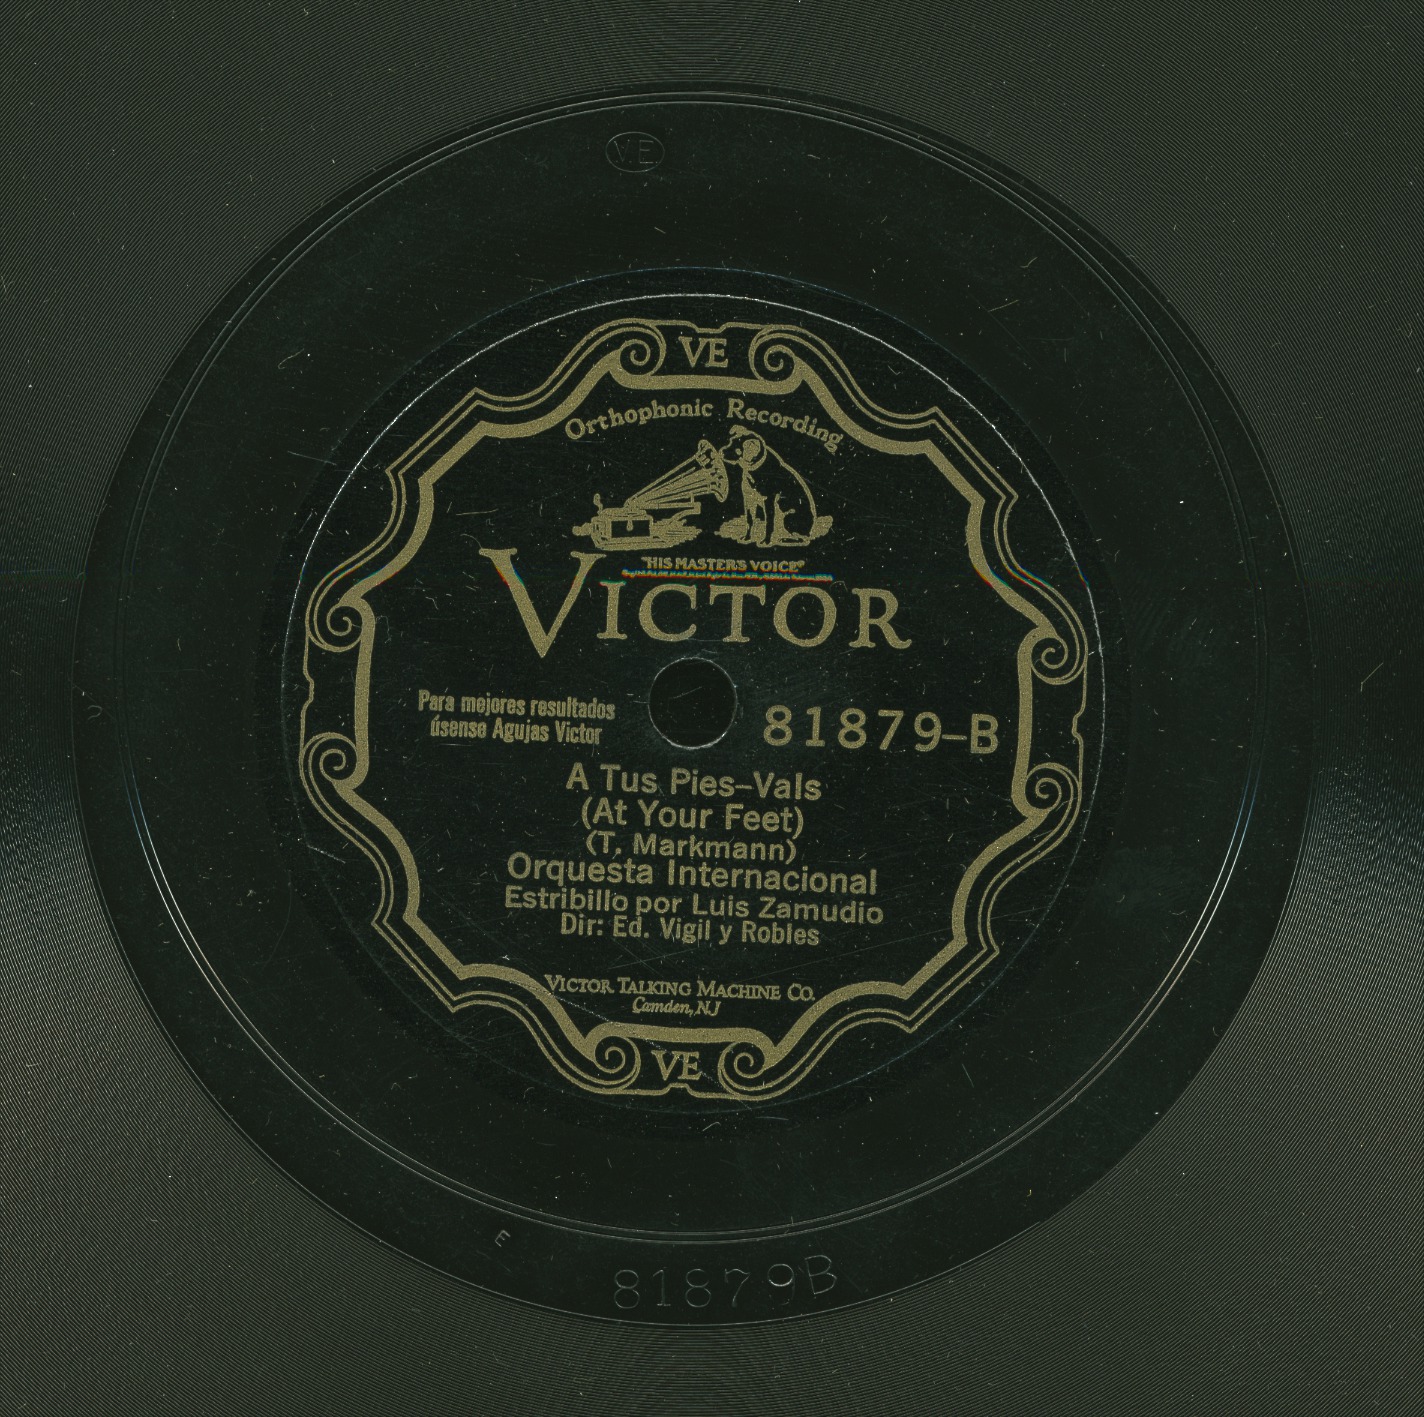 V.E.
VE
Orthophonic Recording
"HIS MASTER'S VOICE"
VICTOR
Para mejores resultados
úsense Agujas Victor
81879-B
A Tus Pies-Vals
(At Your Feet)
(T. Markmann)
Orquesta Internacional
Estribillo por Luis Zamudio
Dir: Ed. Vigil y Robles
VICTOR TALKING MACHINE CO.
Camden, N.J
VE
E
81879B